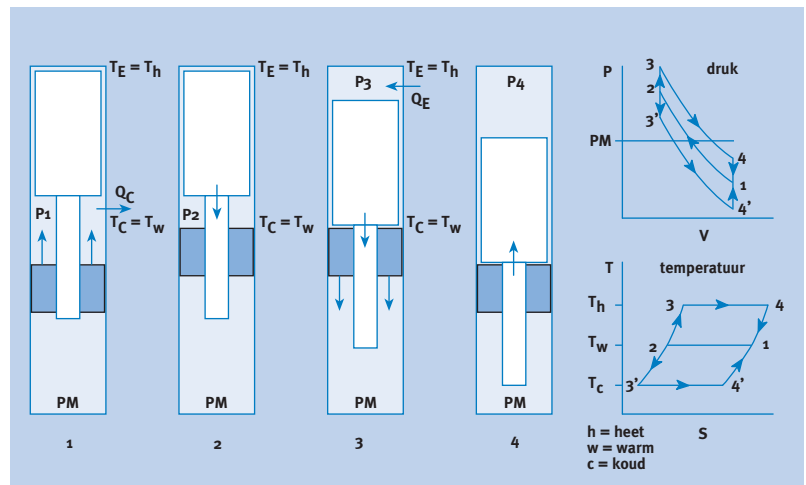 T_E = T_h
Q_C
P1
T_C = T_w
PM
1
T_E = T_h
P2
T_C = T_w
PM
2
P3
T_E = T_h
Q_E
T_C = T_w
PM
3
P4
PM
4
P
druk
3
2
3'
PM
4
1
4'
V
T
temperatuur
T_h
3
4
T_w
2
1
T_c
3'
4'
S
h = heet
w = warm
c = koud